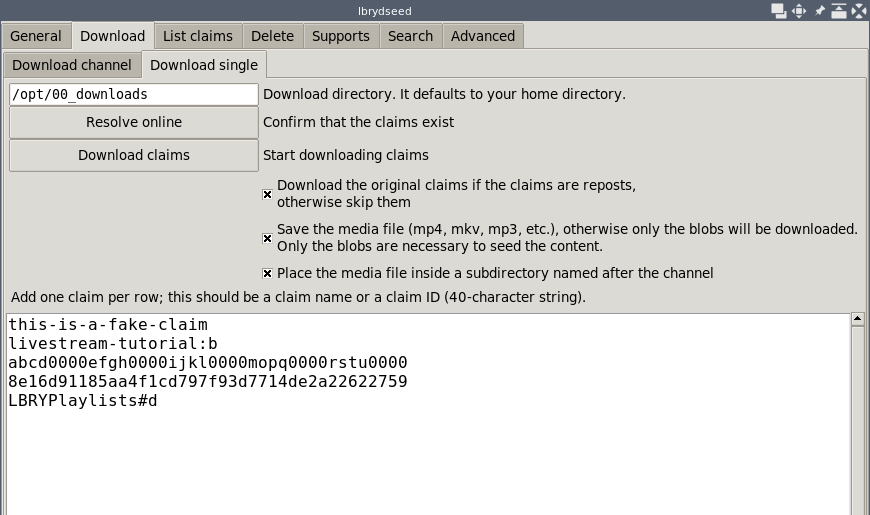 lbrydseed
General Download List claims Delete Supports Search Advanced
Download channel Download single
/opt/00_downloads Download directory. It defaults to your home directory.
Resolve online Confirm that the claims exist
Download claims Start downloading claims
Download the original claims if the claims are reposts,
otherwise skip them
Save the media file (mp4, mkv, mp3, etc.), otherwise only the blobs will be downloaded.
Only the blobs are necessary to seed the content.
Place the media file inside a subdirectory named after the channel
Add one claim per row; this should be a claim name or a claim ID (40-character string).
this-is-a-fake-claim
livestream-tutorial:b
abcd0000efgh0000ijkl0000mopq0000rstu0000
8e16d91185aa4f1cd797f93d7714de2a22622759
LBRYPlaylists#d